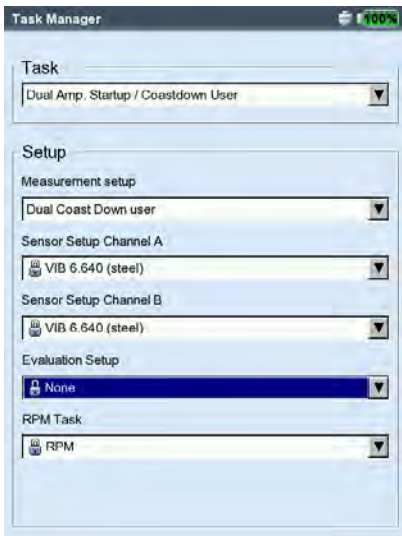 Task Manager
100%
Task
Dual Amp. Startup / Coastdown User
Setup
Measurement setup
Dual Coast Down user
Sensor Setup Channel A
VIB 6.640 (steel)
Sensor Setup Channel B
VIB 6.640 (steel)
Evaluation Setup
None
RPM Task
RPM